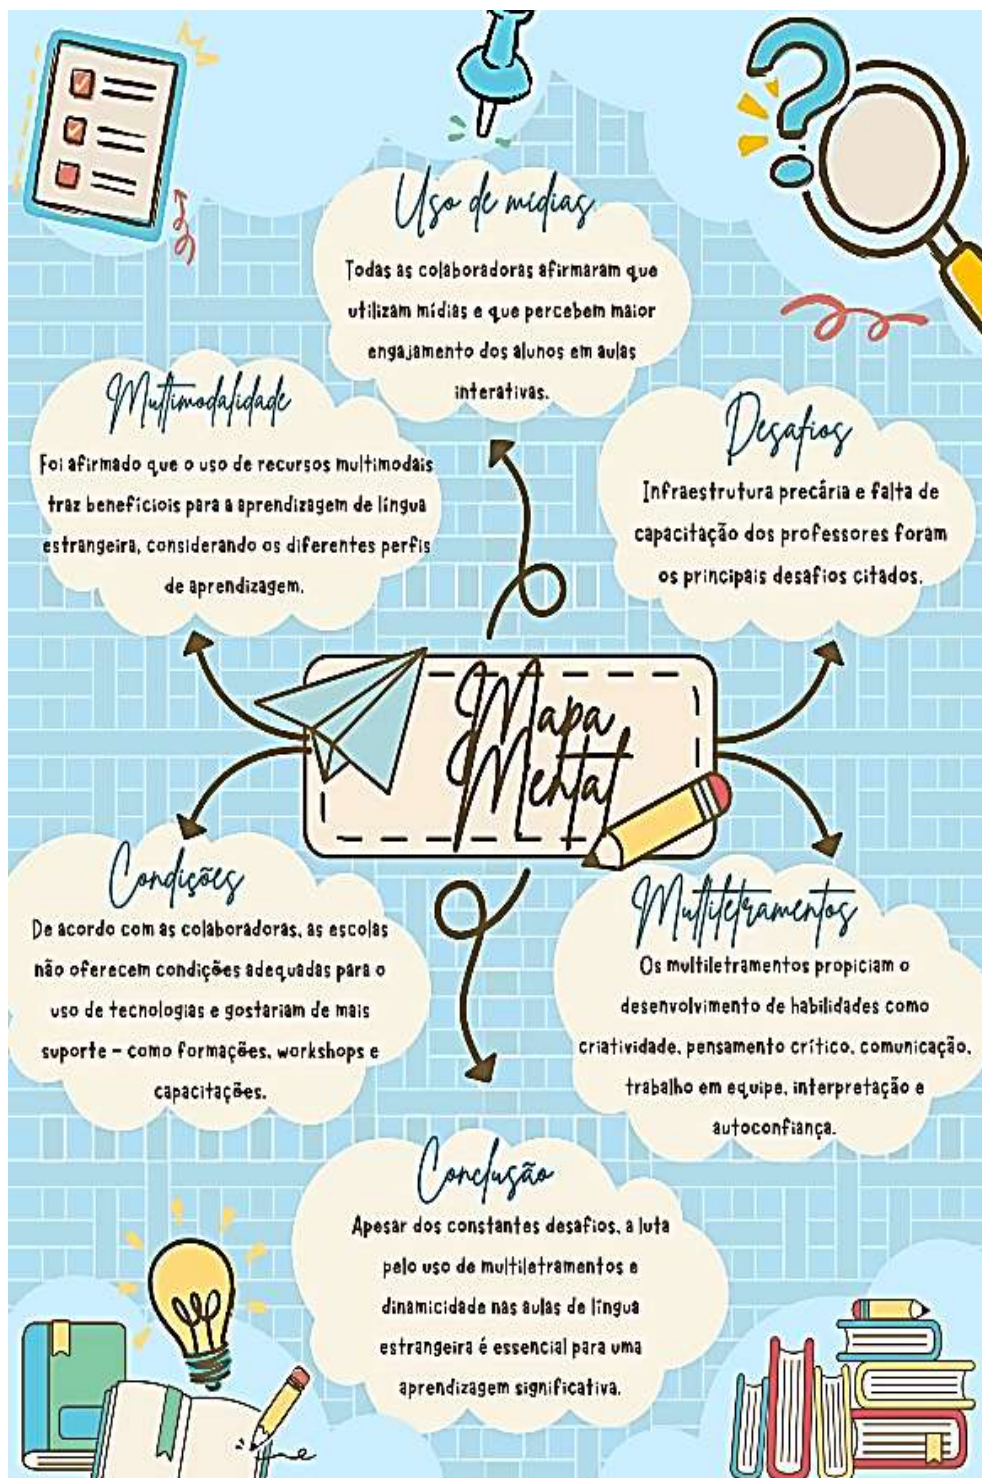 Uso de mídias
Todas as colaboradoras afirmaram que
utilizam mídias e que percebem maior
engajamento dos alunos em aulas
interativas.
Multimodalidade
Foi afirmado que o uso de recursos multimodais
traz benefícios para a aprendizagem de língua
estrangeira, considerando os diferentes perfis
de aprendizagem.
Desafios
Infraestrutura precária e falta de
capacitação dos professores foram
os principais desafios citados.
Mapa
Mental
Condições
De acordo com as colaboradoras, as escolas
não oferecem condições adequadas para o
uso de tecnologias e gostariam de mais
suporte – como formações, workshops e
capacitações.
Multiletramentos
Os multiletramentos propiciam o
desenvolvimento de habilidades como
criatividade, pensamento crítico, comunicação,
trabalho em equipe, interpretação e
autoconfiança.
Conclusão
Apesar dos constantes desafios, a luta
pelo uso de multiletramentos e
dinamicidade nas aulas de língua
estrangeira é essencial para uma
aprendizagem significativa.